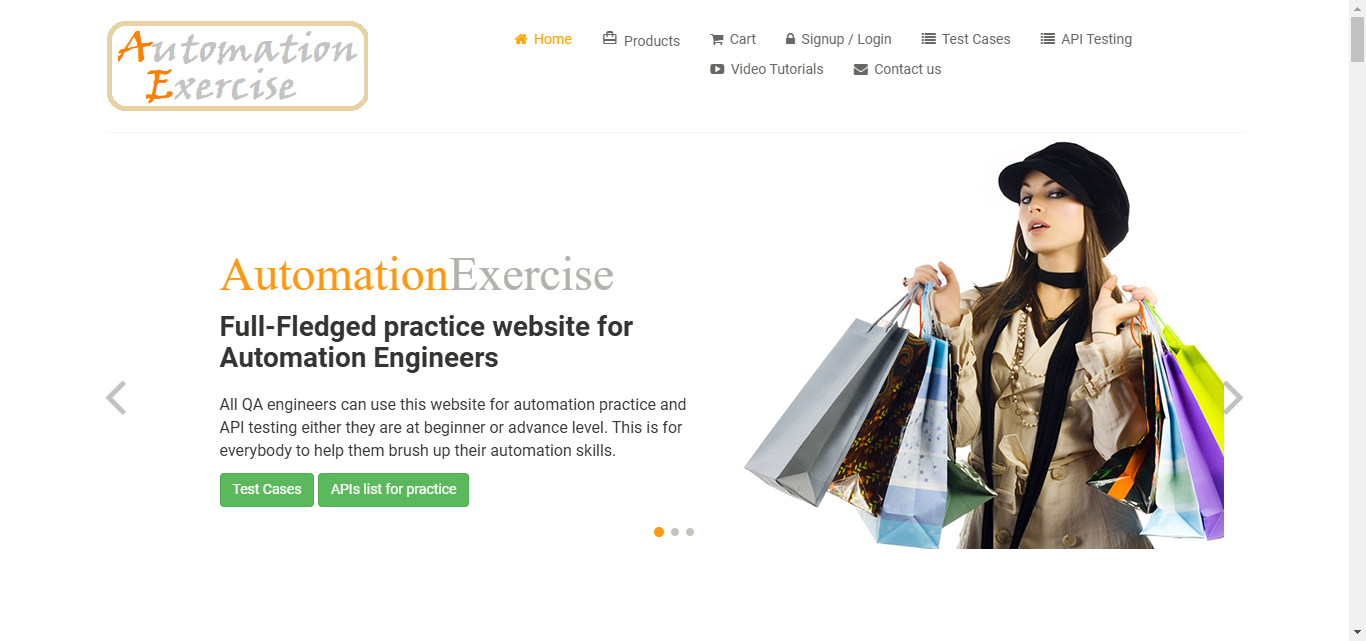 Automation
Exercise
Home Products Cart Signup / Login Test Cases API Testing
Video Tutorials Contact us
AutomationExercise
Full-Fledged practice website for
Automation Engineers
All QA engineers can use this website for automation practice and
API testing either they are at beginner or advance level. This is for
everybody to help them brush up their automation skills.
Test Cases APIs list for practice